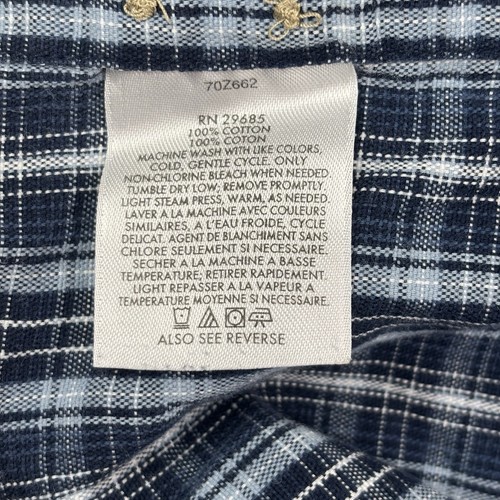 70Z662
RN 29685
100% COTTON
100% COTTON
MACHINE WASH WITH LIKE COLORS,
COLD, GENTLE CYCLE. ONLY
NON-CHLORINE BLEACH WHEN NEEDED
TUMBLE DRY LOW; REMOVE PROMPTLY.
LIGHT STEAM PRESS, WARM, AS NEEDED.
LAVER A LA MACHINE AVEC COULEURS
SIMILAIRES, A L'EAU FROIDE, CYCLE
DELICAT. AGENT DE BLANCHIMENT SANS
CHLORE SEULEMENT SI NECESSAIRE.
SECHER A LA MACHINE A BASSE
TEMPERATURE; RETIRER RAPIDEMENT.
LIGHT REPASSER A LA VAPEUR A
TEMPERATURE MOYENNE SI NECESSAIRE.
ALSO SEE REVERSE